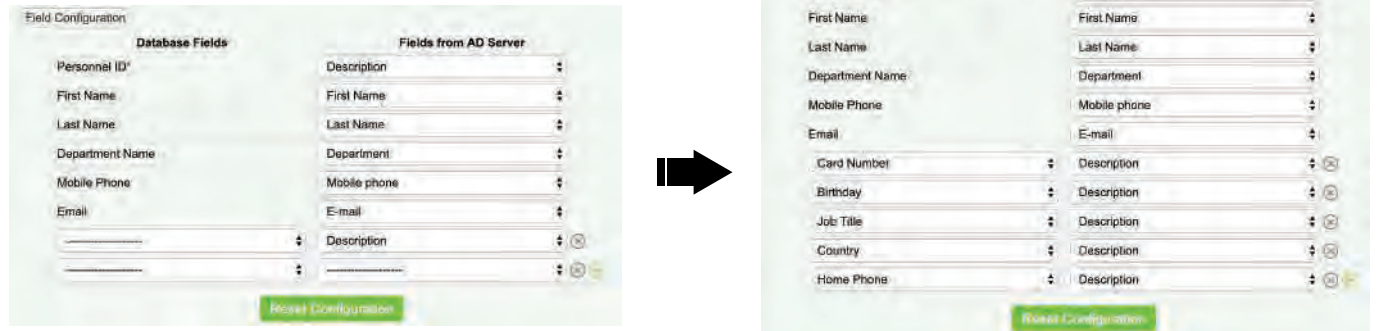 Field Configuration
Database Fields Fields from AD Server
Personnel ID* Description
First Name First Name
Last Name Last Name
Department Name Department
Mobile Phone Mobile phone
Email E-mail
-------------------- Description
-------------------- --------------------
Reset Configuration
First Name First Name
Last Name Last Name
Department Name Department
Mobile Phone Mobile phone
Email E-mail
Card Number Description
Birthday Description
Job Title Description
Country Description
Home Phone Description
Reset Configuration